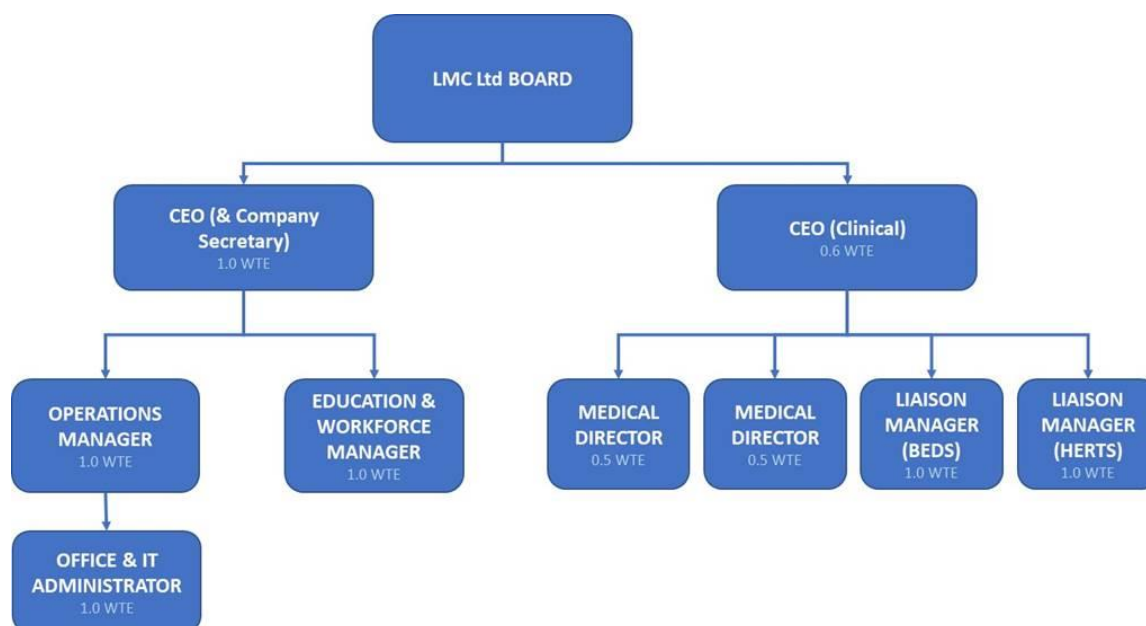 LMC Ltd BOARD
CEO (& Company
Secretary)
1.0 WTE
CEO (Clinical)
0.6 WTE
OPERATIONS
MANAGER
1.0 WTE
EDUCATION &
WORKFORCE
MANAGER
1.0 WTE
MEDICAL
DIRECTOR
0.5 WTE
MEDICAL
DIRECTOR
0.5 WTE
LIAISON
MANAGER
(BEDS)
1.0 WTE
LIAISON
MANAGER
(HERTS)
1.0 WTE
OFFICE & IT
ADMINISTRATOR
1.0 WTE